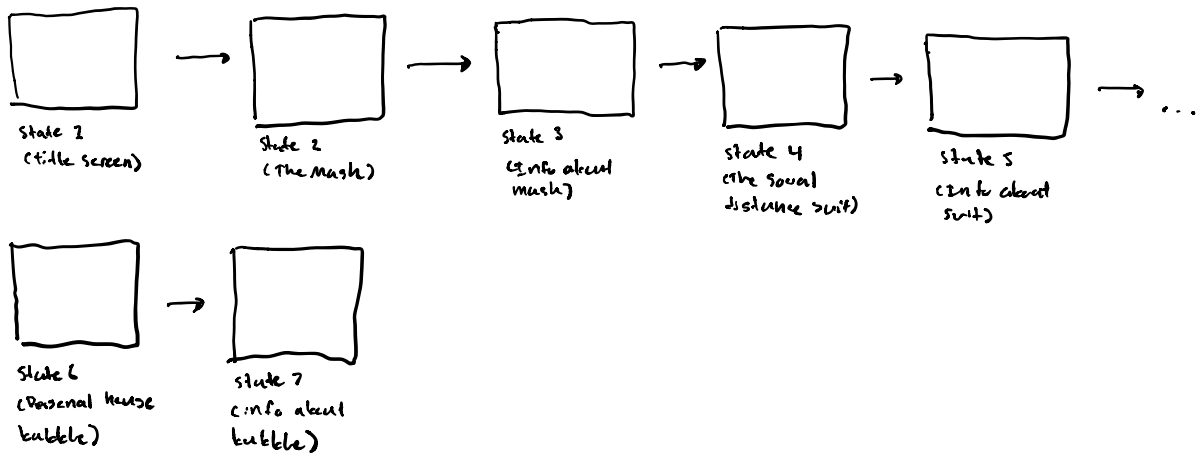 State 1
(title screen)
State 2
(The Mask)
State 3
(Info about
mask)
State 4
(The Social
distance suit)
State 5
(Info about
suit)
...
State 6
(Personal house
bubble)
State 7
(info about
bubble)